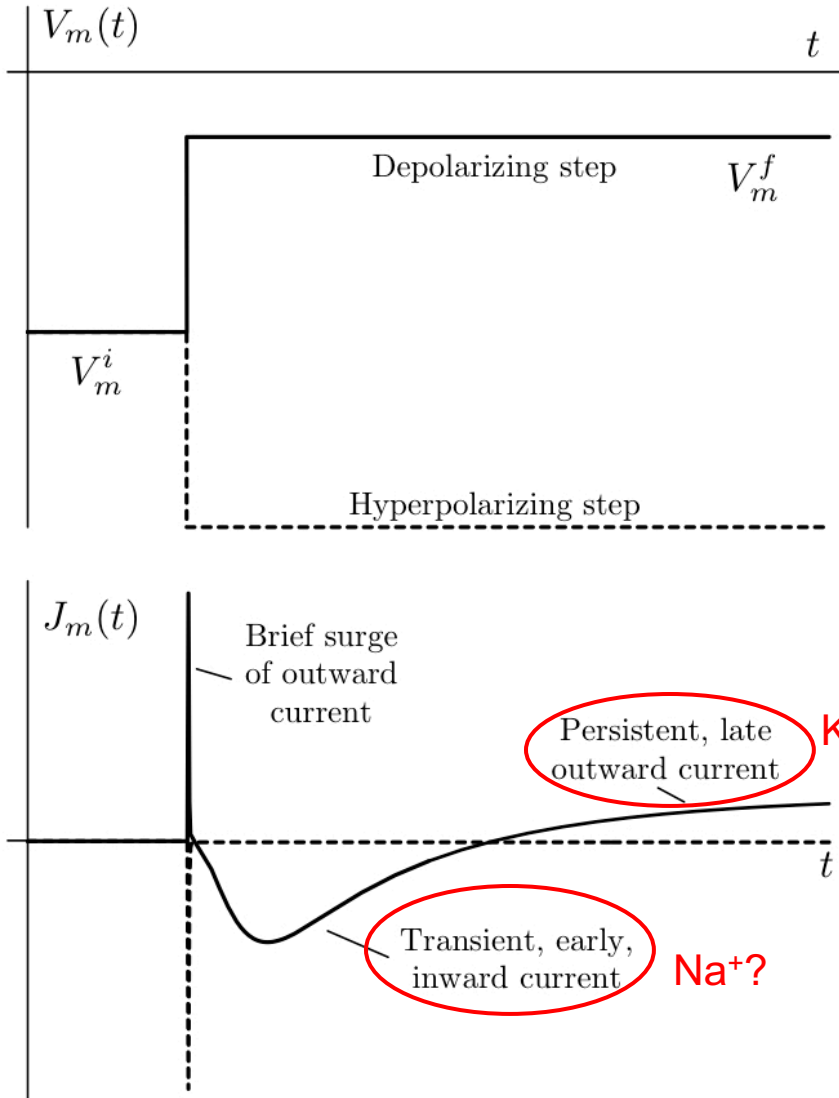 V_m(t)
t
Depolarizing step
V_m^f
V_m^i
Hyperpolarizing step
J_m(t)
Brief surge
of outward
current
Persistent, late
outward current
K
t
Transient, early,
inward current
Na⁺?